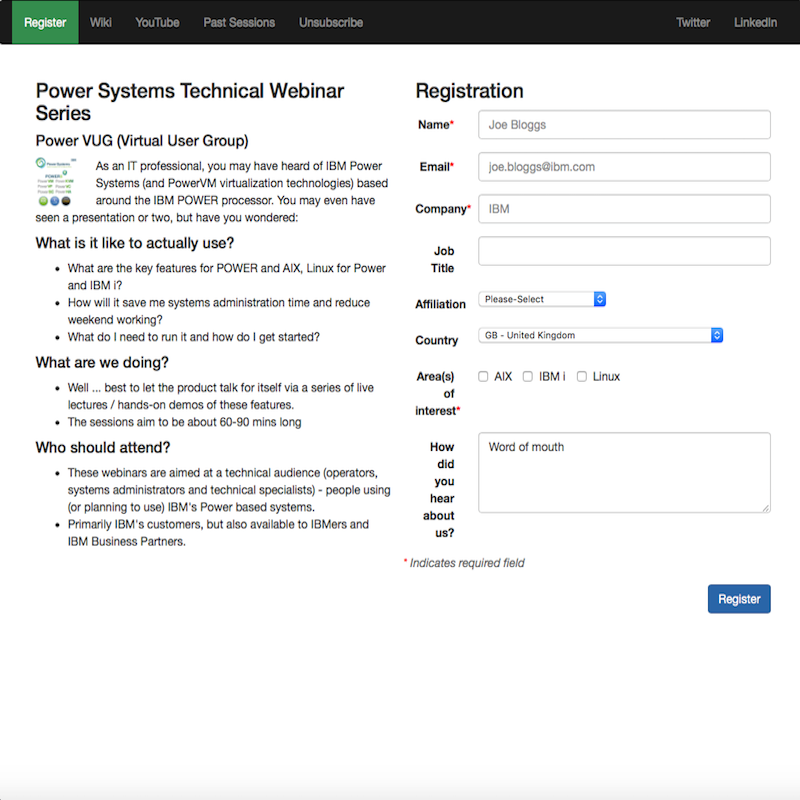 Register Wiki YouTube Past Sessions Unsubscribe Twitter LinkedIn
Power Systems Technical Webinar
Series
Power VUG (Virtual User Group)
As an IT professional, you may have heard of IBM Power
Systems (and PowerVM virtualization technologies) based
around the IBM POWER processor. You may even have
seen a presentation or two, but have you wondered:
What is it like to actually use?
• What are the key features for POWER and AIX, Linux for Power
and IBM i?
• How will it save me systems administration time and reduce
weekend working?
• What do I need to run it and how do I get started?
What are we doing?
• Well ... best to let the product talk for itself via a series of live
lectures / hands-on demos of these features.
• The sessions aim to be about 60-90 mins long
Who should attend?
• These webinars are aimed at a technical audience (operators,
systems administrators and technical specialists) - people using
(or planning to use) IBM's Power based systems.
• Primarily IBM's customers, but also available to IBMers and
IBM Business Partners.
Registration
Name* Joe Bloggs
Email* joe.bloggs@ibm.com
Company* IBM
Job
Title
Affiliation Please-Select
Country GB - United Kingdom
Area(s) AIX IBM i Linux
of
interest*
How Word of mouth
did
you
hear
about
us?
* Indicates required field
Register